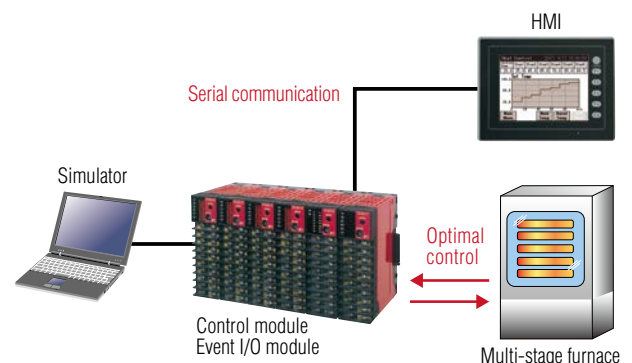 HMI
Serial communication
Simulator
Optimal
control
Control module
Event I/O module
Multi-stage furnace